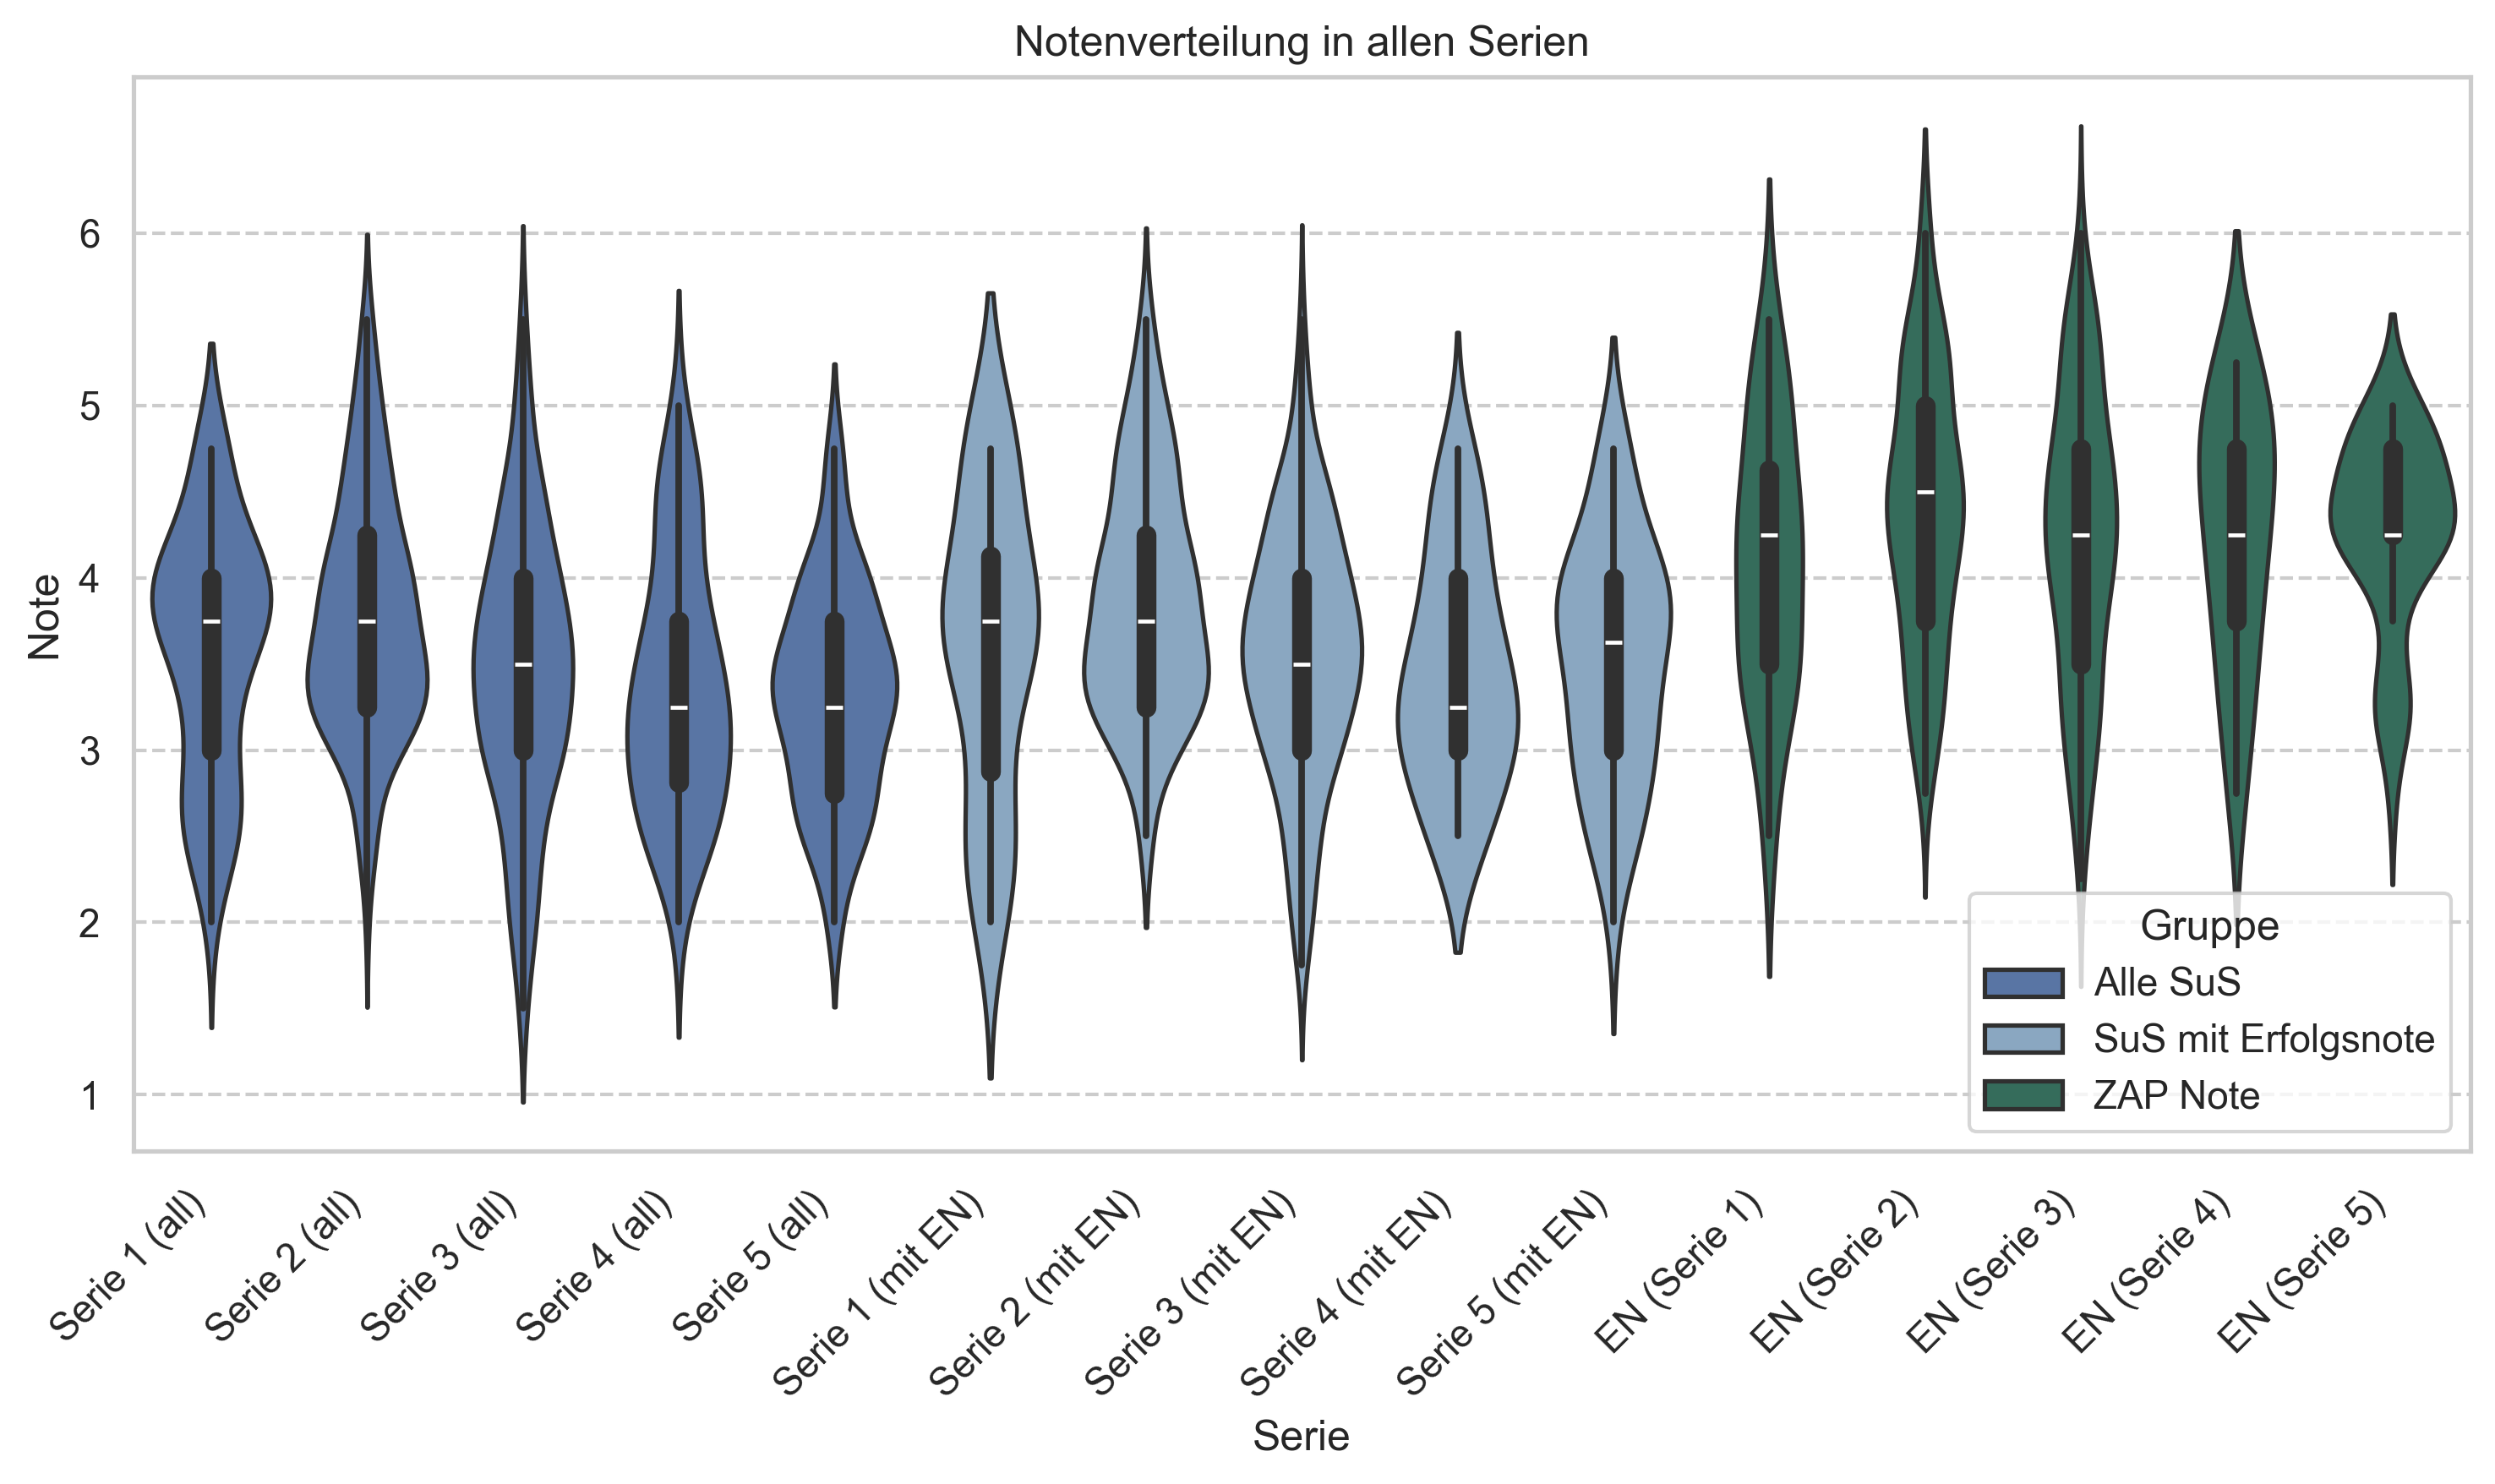 Notenverteilung in allen Serien
Note
6
5
4
3
2
1
Gruppe
Alle SuS
SuS mit Erfolgsnote
ZAP Note
Serie 1 (all)
Serie 2 (all)
Serie 3 (all)
Serie 4 (all)
Serie 5 (all)
Serie 1 (mit EN)
Serie 2 (mit EN)
Serie 3 (mit EN)
Serie 4 (mit EN)
Serie 5 (mit EN)
EN (Serie 1)
EN (Serie 2)
EN (Serie 3)
EN (Serie 4)
EN (Serie 5)
Serie